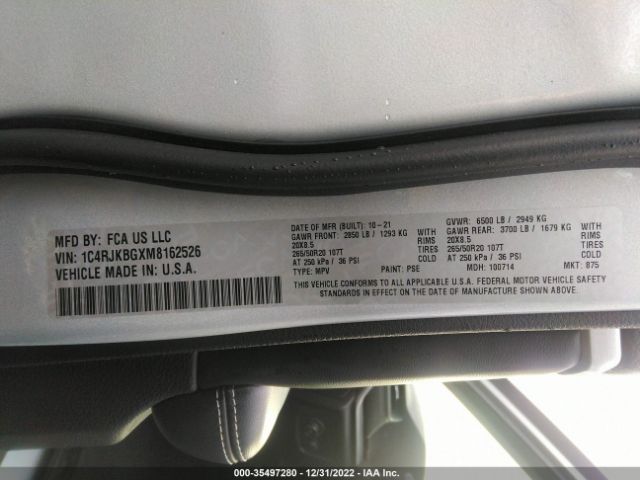 MFD BY: FCA US LLC
VIN: 1C4RJKBGXM8162526
VEHICLE MADE IN: U.S.A.
DATE OF MFR (BUILT): 10-21
GAWR FRONT: 2850 LB / 1293 KG WITH
20X8.5 RIMS
265/50R20 107T TIRES
AT 250 kPa / 36 PSI COLD
TYPE: MPV PAINT: PSE
GVWR: 6500 LB / 2949 KG
GAWR REAR: 3700 LB / 1679 KG WITH
20X8.5 RIMS
265/50R20 107T TIRES
AT 250 kPa / 36 PSI COLD
MDH: 100714 MKT: 875
THIS VEHICLE CONFORMS TO ALL APPLICABLE U.S.A. FEDERAL MOTOR VEHICLE SAFETY
STANDARDS IN EFFECT ON THE DATE OF MANUFACTURE SHOWN ABOVE.
000-35497280 - 12/31/2022 - IAA Inc.